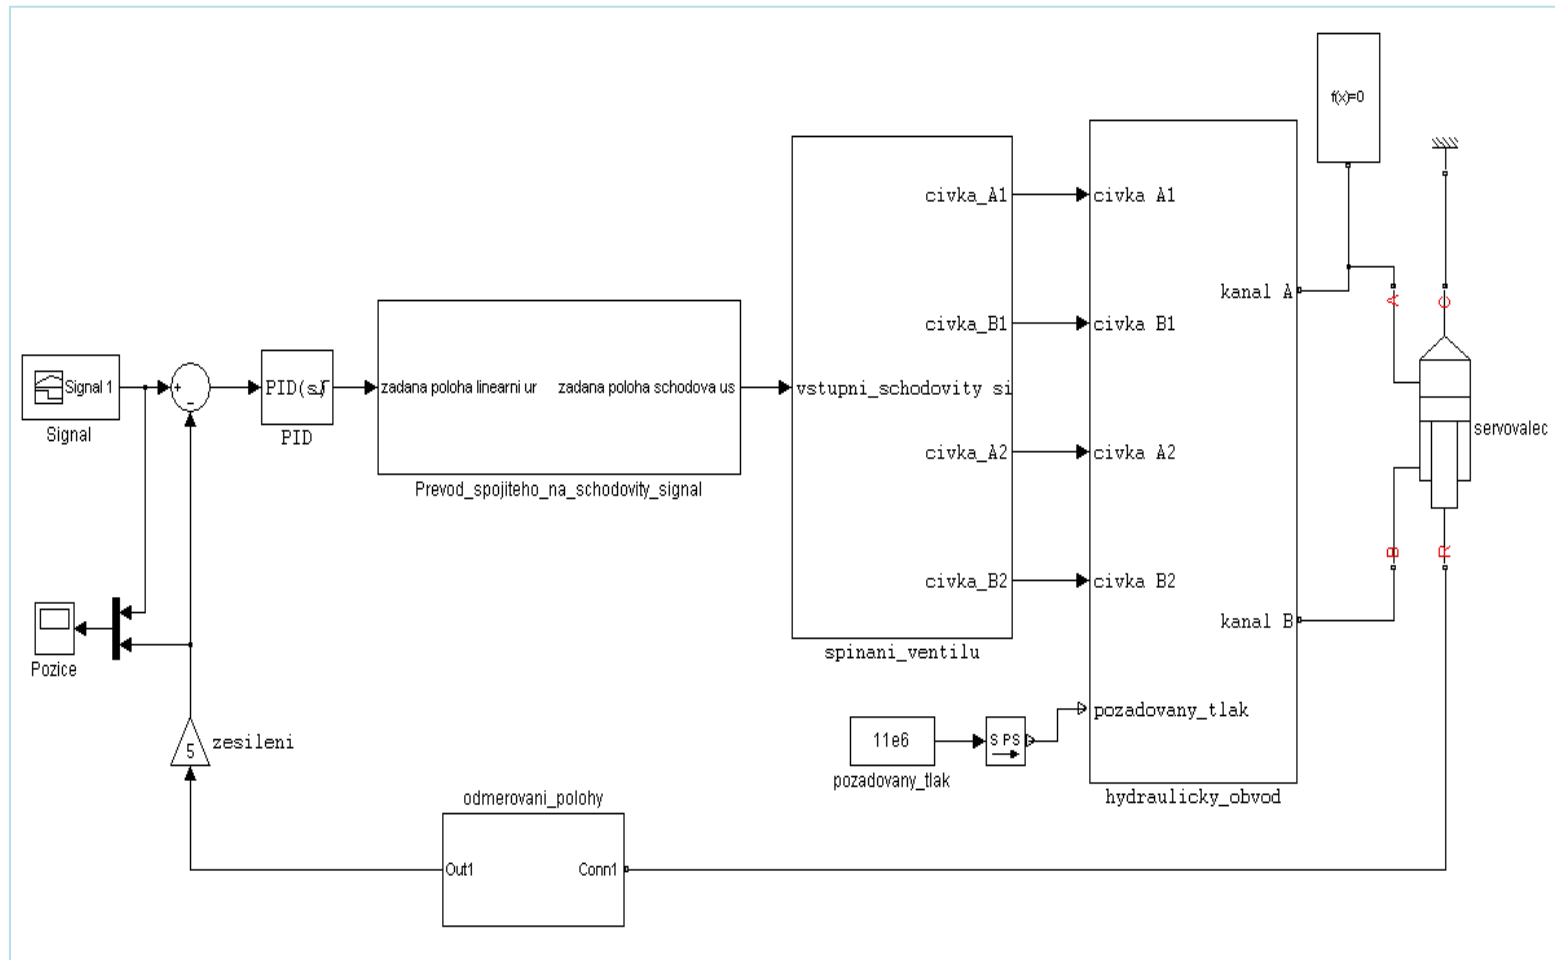 f(x)=0
civka_A1
civka A1
kanal A
A
C
civka_B1
civka B1
Signal 1
Signal
+
-
PID(s)
PID
zadana poloha linearni ur
zadana poloha schodova us
Prevod_spojiteho_na_schodovity_signal
vstupni_schodovity si
servovalec
civka_A2
civka A2
B
R
civka_B2
civka B2
kanal B
spinani_ventilu
Pozice
pozadovany_tlak
11e6
S PS
pozadovany_tlak
hydraulicky_obvod
5
zesileni
odmerovani_polohy
Out1
Conn1